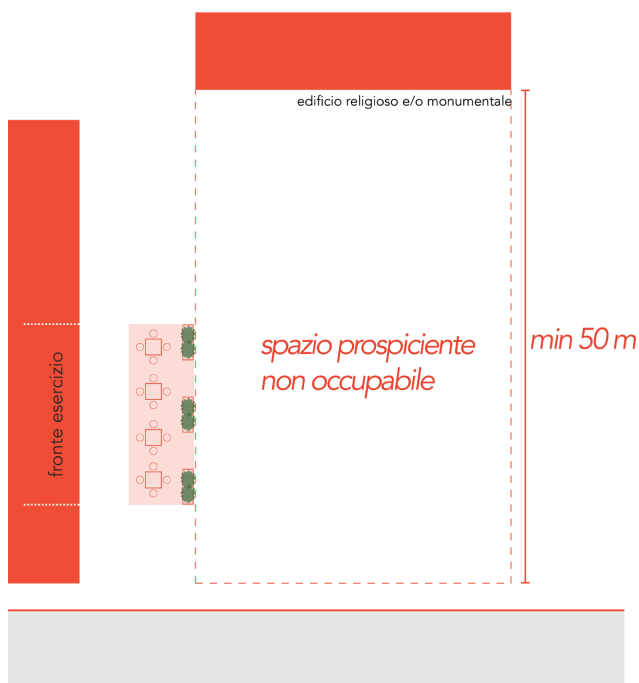 edificio religioso e/o monumentale
spazio prospiciente
non occupabile
min 50 m
fronte esercizio